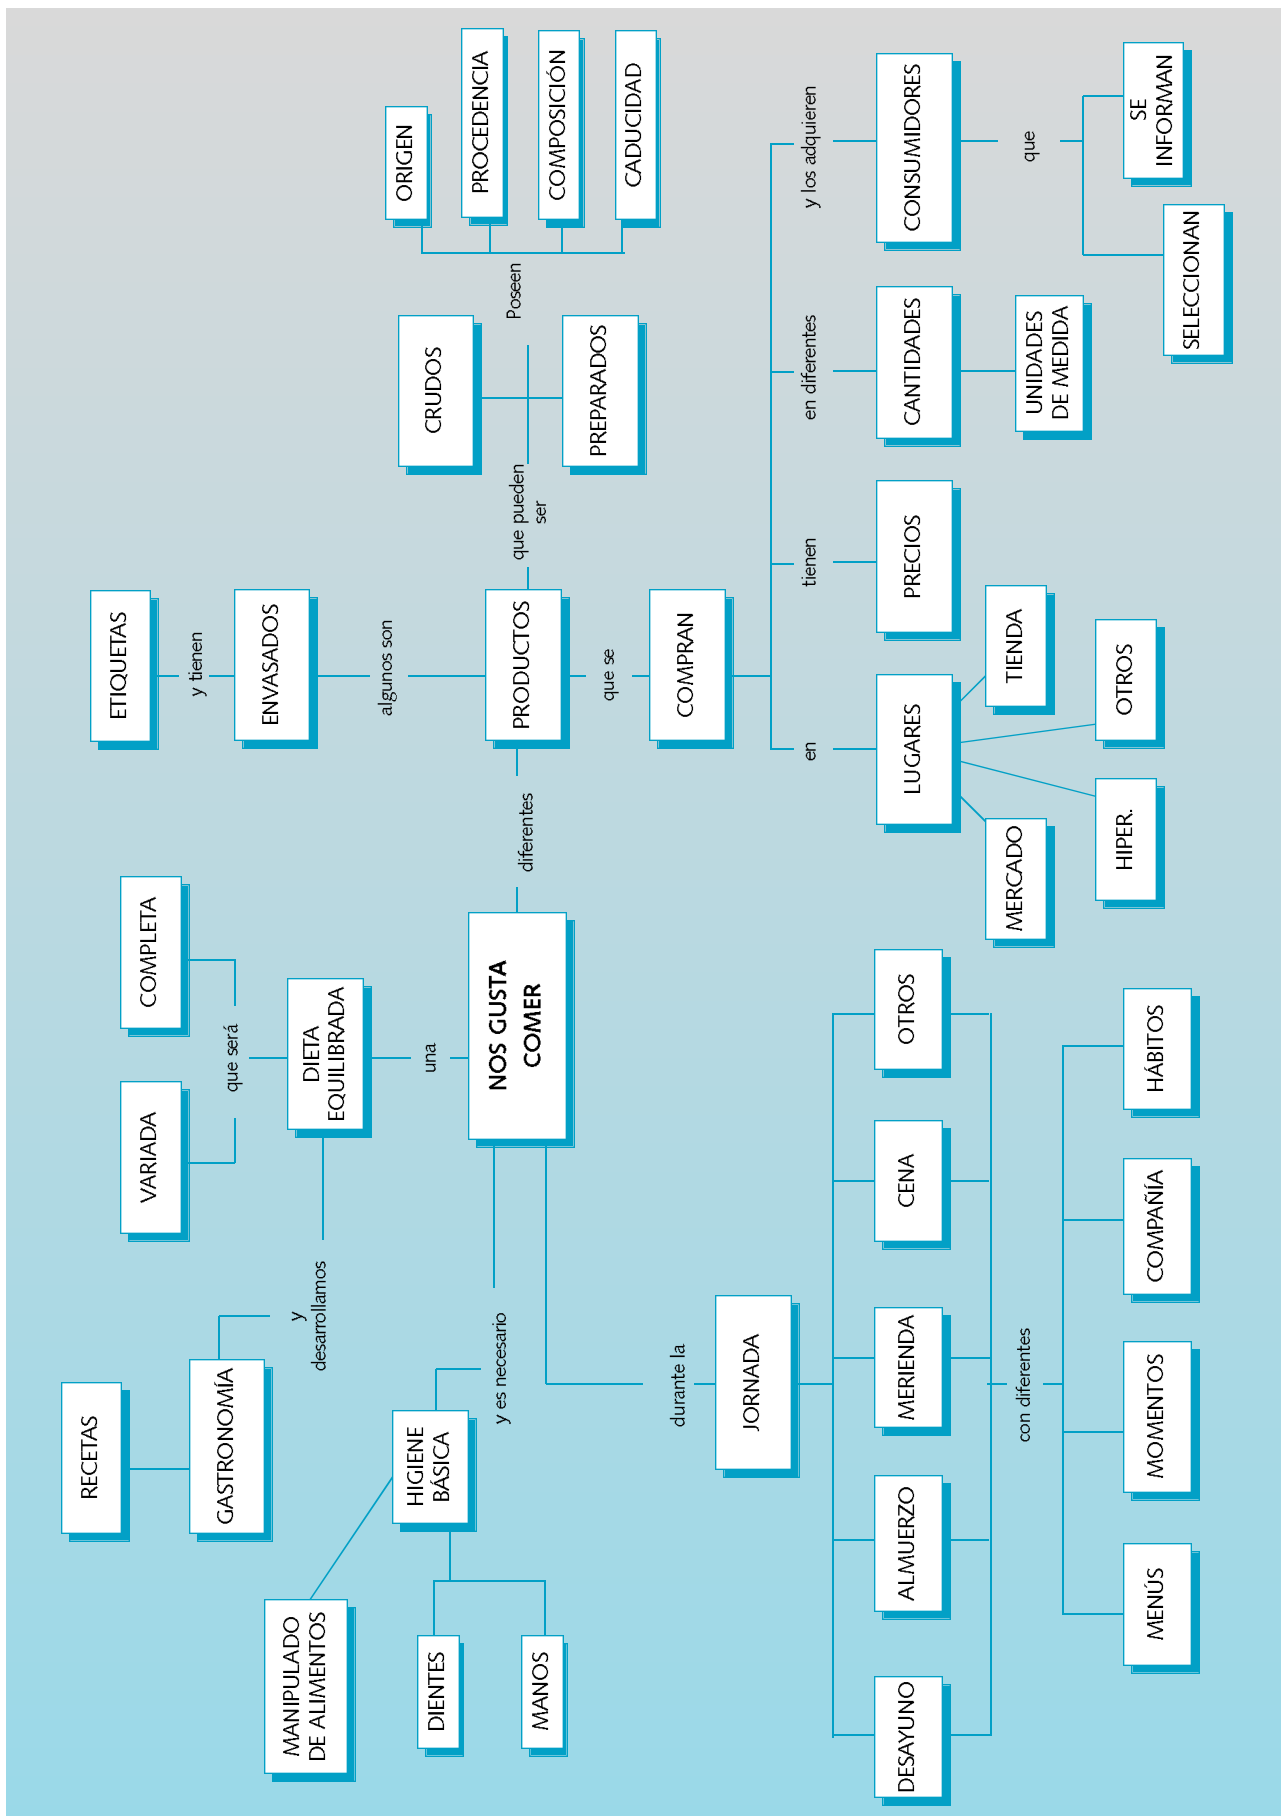 RECETAS
GASTRONOMÍA
y
desarrollamos
VARIADA
COMPLETA
que será
DIETA
EQUILIBRADA
una
ETIQUETAS
y tienen
ENVASADOS
algunos son
MANIPULADO
DE ALIMENTOS
HIGIENE
BÁSICA
DIENTES
MANOS
y es necesario
NOS GUSTA
COMER
diferentes
PRODUCTOS
que pueden
ser
CRUDOS
PREPARADOS
Poseen
ORIGEN
PROCEDENCIA
COMPOSICIÓN
CADUCIDAD
que se
COMPRAN
durante la
JORNADA
DESAYUNO
ALMUERZO
MERIENDA
CENA
OTROS
con diferentes
MENÚS
MOMENTOS
COMPAÑÍA
HÁBITOS
en
LUGARES
MERCADO
HIPER.
OTROS
TIENDA
tienen
PRECIOS
en diferentes
CANTIDADES
UNIDADES
DE MEDIDA
y los adquieren
CONSUMIDORES
que
SELECCIONAN
SE
INFORMAN